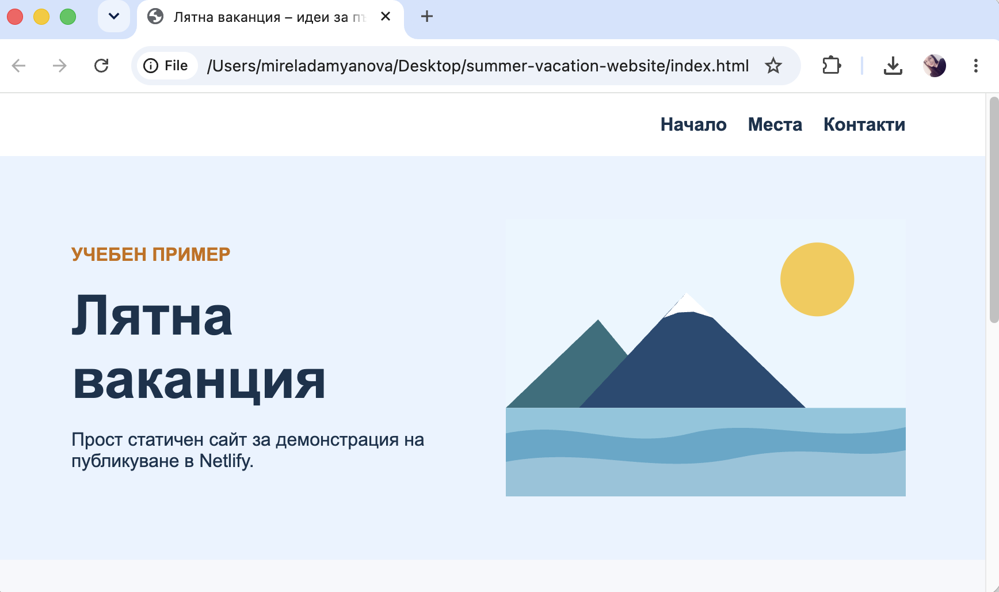 Лятна ваканция – идеи за пъ
File /Users/mireladamyanova/Desktop/summer-vacation-website/index.html
Начало Места Контакти
УЧЕБЕН ПРИМЕР
Лятна
ваканция
Прост статичен сайт за демонстрация на
публикуване в Netlify.